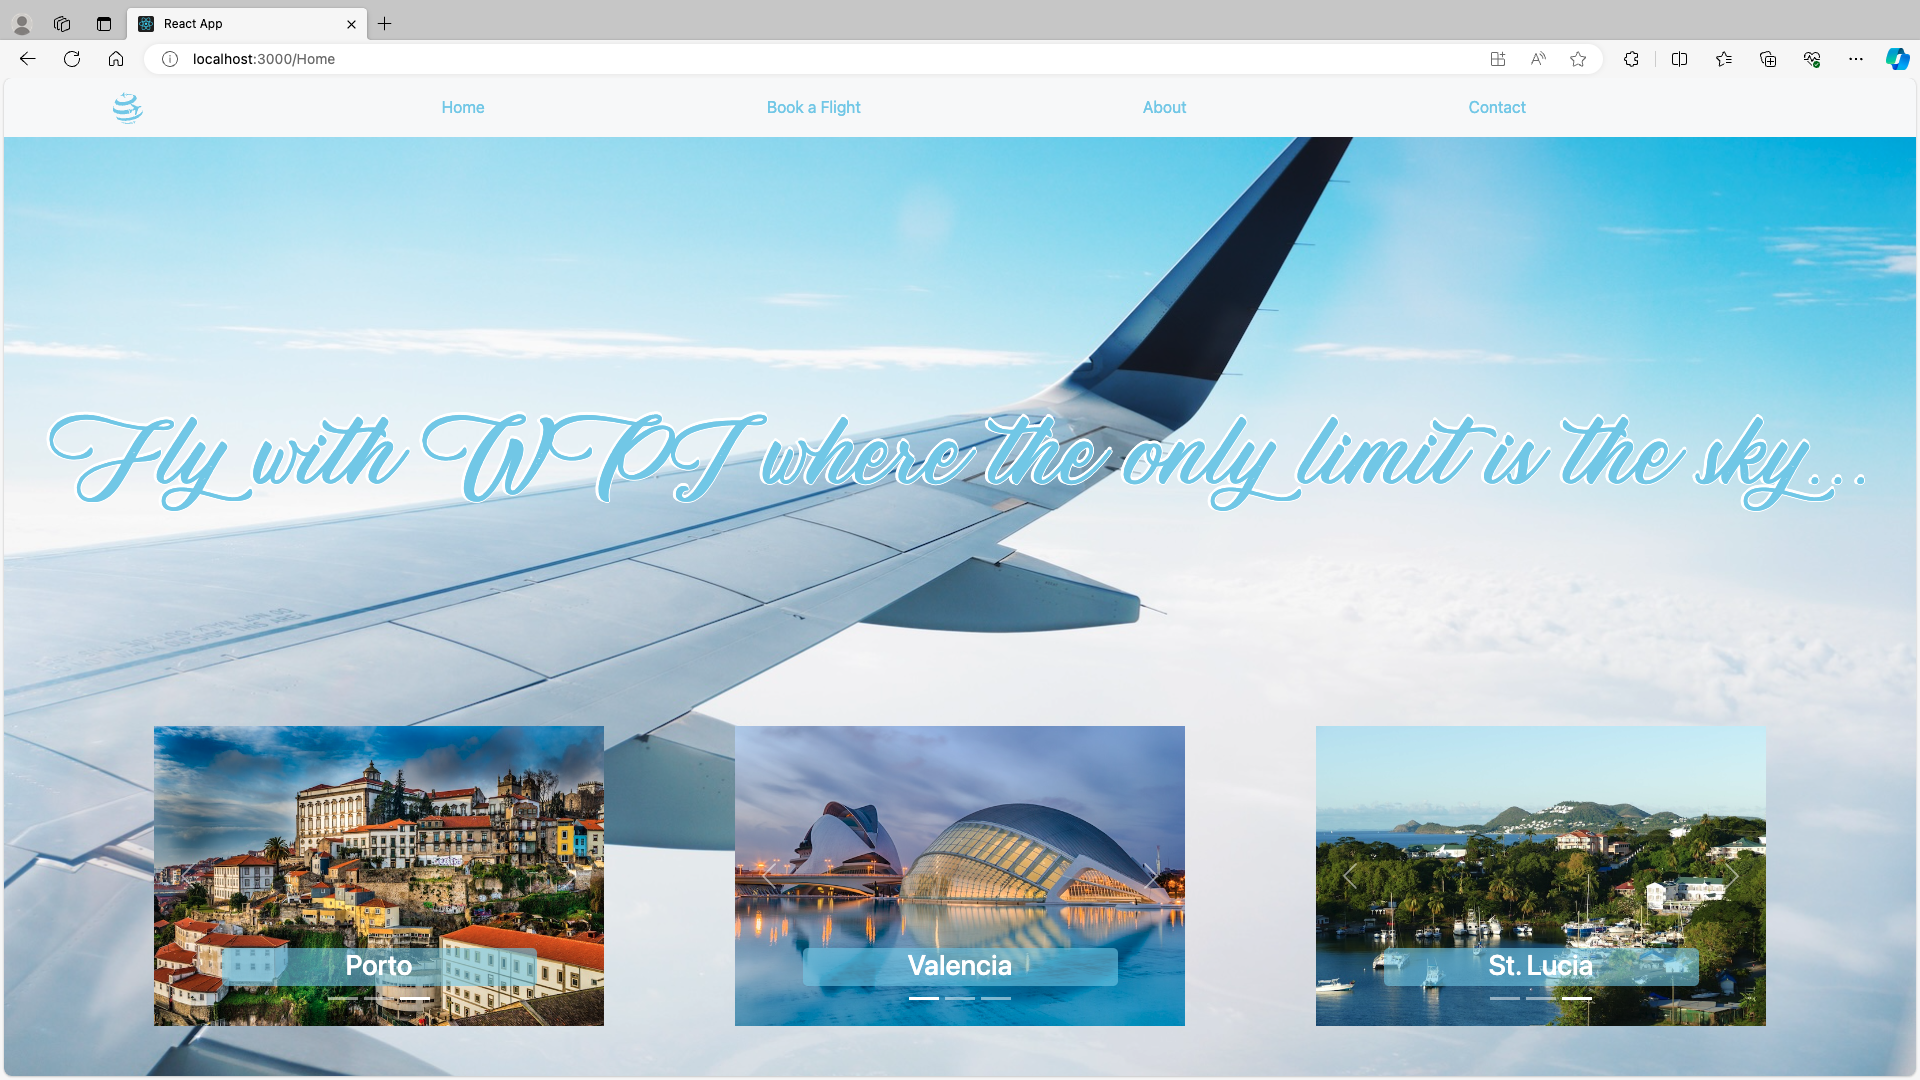 React App
localhost:3000/Home
Home
Book a Flight
About
Contact
Fly with WPT where the only limit is the sky...
Porto
Valencia
St. Lucia